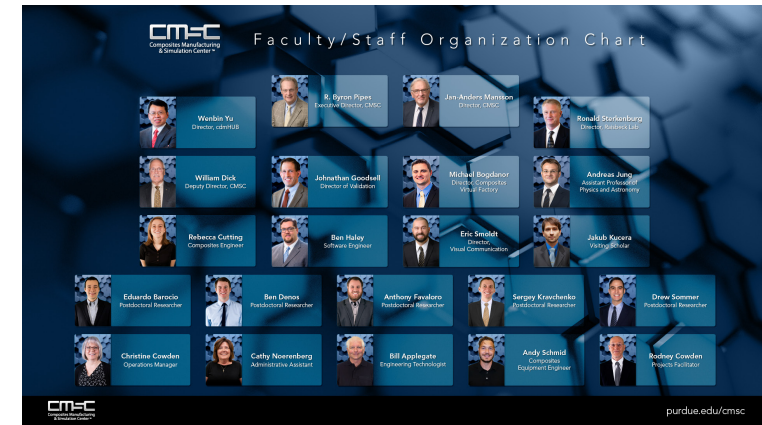 CMSC
Composites Manufacturing
& Simulation Center™
Faculty/Staff Organization Chart
R. Byron Pipes
Executive Director, CMSC
Jan-Anders Mansson
Director, CMSC
Wenbin Yu
Director, cdmHUB
Ronald Sterkenburg
Director, Raisbeck Lab
William Dick
Deputy Director, CMSC
Johnathan Goodsell
Director of Validation
Michael Bogdanor
Director, Composites
Virtual Factory
Andreas Jung
Assistant Professor of
Physics and Astronomy
Rebecca Cutting
Composites Engineer
Ben Haley
Software Engineer
Eric Smoldt
Director,
Visual Communication
Jakub Kucera
Visiting Scholar
Eduardo Barocio
Postdoctoral Researcher
Ben Denos
Postdoctoral Researcher
Anthony Favaloro
Postdoctoral Researcher
Sergey Kravchenko
Postdoctoral Researcher
Drew Sommer
Postdoctoral Researcher
Christine Cowden
Operations Manager
Cathy Noerenberg
Administrative Assistant
Bill Applegate
Engineering Technologist
Andy Schmid
Composites
Equipment Engineer
Rodney Cowden
Projects Facilitator
CMSC
Composites Manufacturing
& Simulation Center™
purdue.edu/cmsc